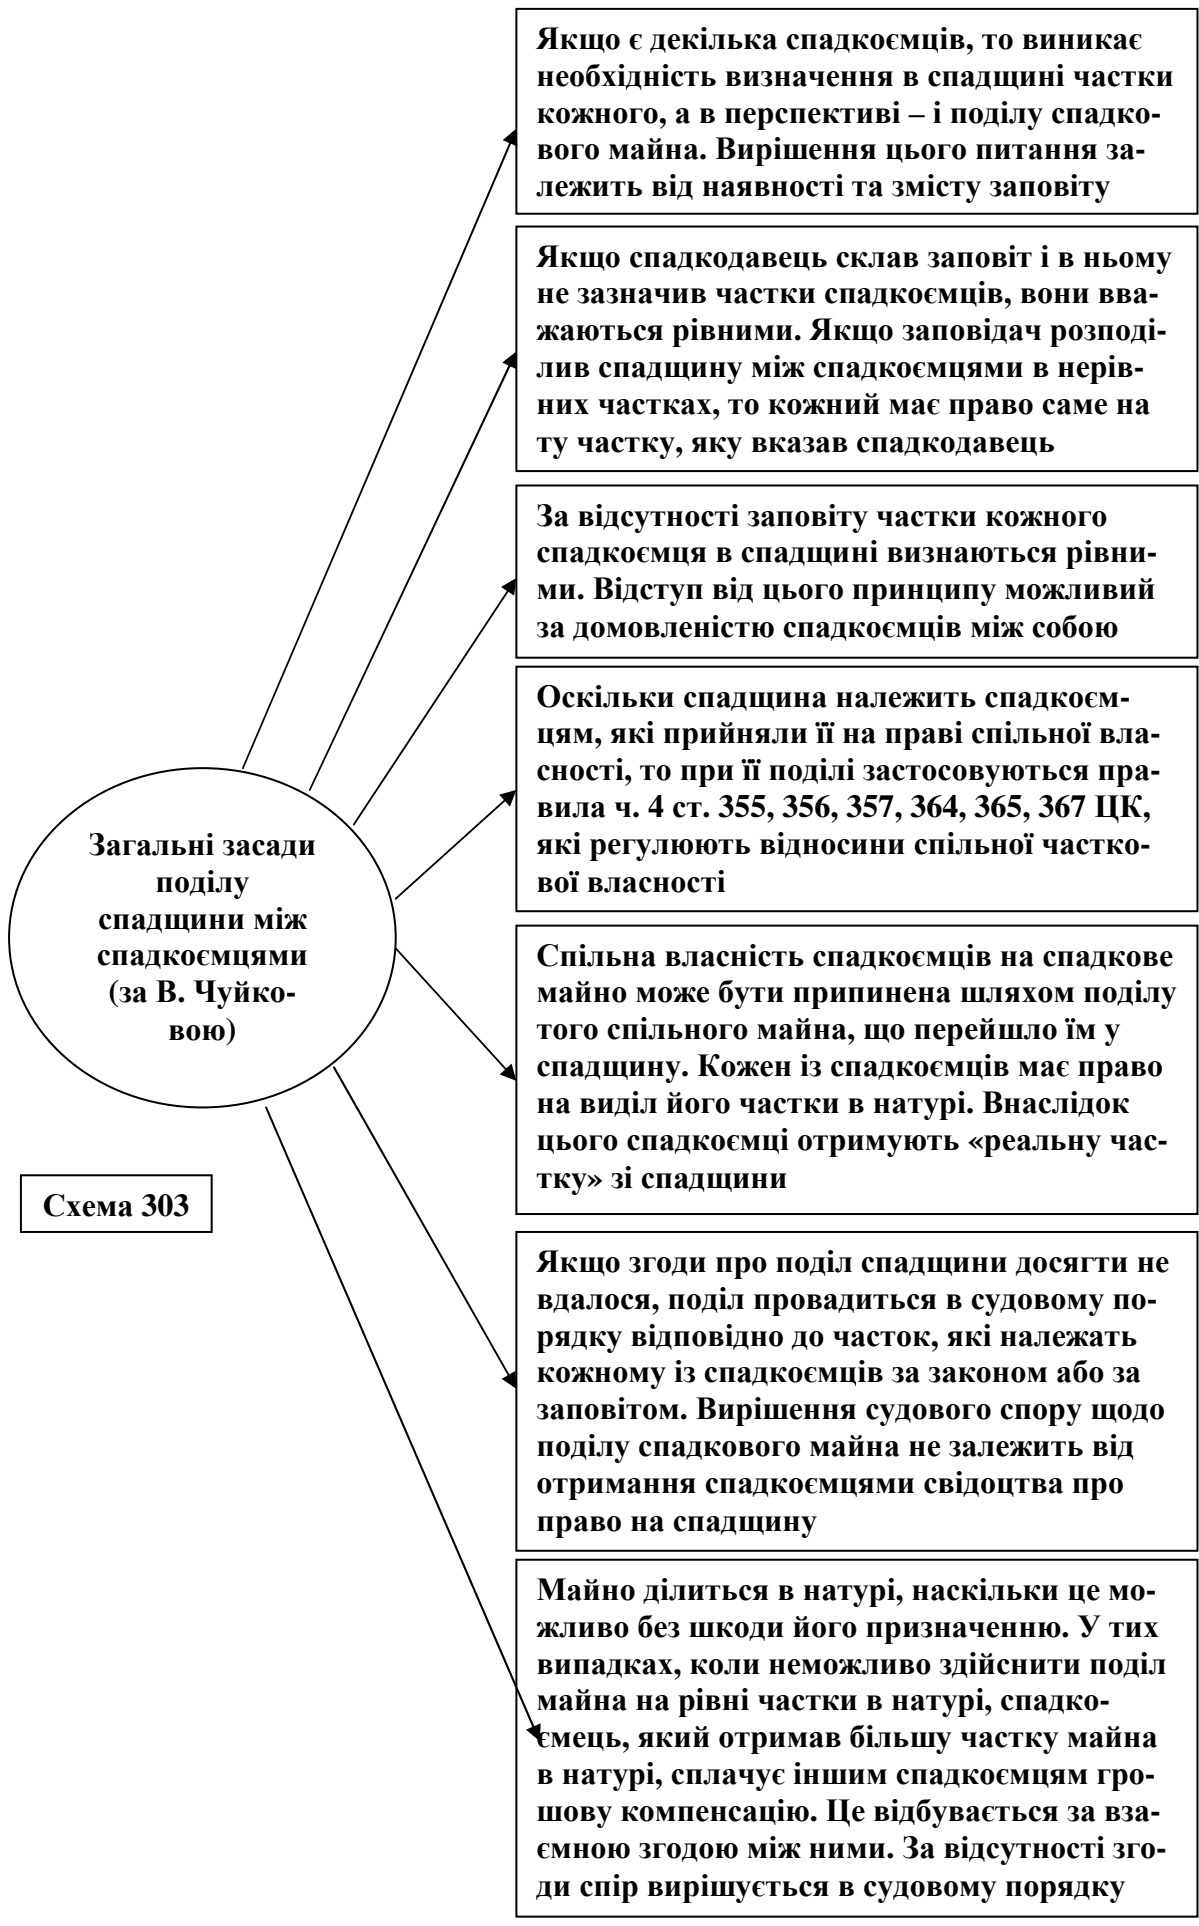 Якщо є декілька спадкоємців, то виникає
необхідність визначення в спадщині частки
кожного, а в перспективі – і поділу спадко-
вого майна. Вирішення цього питання за-
лежить від наявності та змісту заповіту
Якщо спадкодавець склав заповіт і в ньому
не зазначив частки спадкоємців, вони вва-
жаються рівними. Якщо заповідач розподі-
лив спадщину між спадкоємцями в нерів-
них частках, то кожний має право саме на
ту частку, яку вказав спадкодавець
За відсутності заповіту частки кожного
спадкоємця в спадщині визнаються рівни-
ми. Відступ від цього принципу можливий
за домовленістю спадкоємців між собою
Оскільки спадщина належить спадкоєм-
цям, які прийняли її на праві спільної вла-
сності, то при її поділі застосовуються пра-
вила ч. 4 ст. 355, 356, 357, 364, 365, 367 ЦК,
які регулюють відносини спільної частко-
вої власності
Загальні засади
поділу
спадщини між
спадкоємцями
(за В. Чуйко-
вою)
Спільна власність спадкоємців на спадкове
майно може бути припинена шляхом поділу
того спільного майна, що перейшло їм у
спадщину. Кожен із спадкоємців має право
на виділ його частки в натурі. Внаслідок
цього спадкоємці отримують «реальну час-
тку» зі спадщини
Схема 303
Якщо згоди про поділ спадщини досягти не
вдалося, поділ провадиться в судовому по-
рядку відповідно до часток, які належать
кожному із спадкоємців за законом або за
заповітом. Вирішення судового спору щодо
поділу спадкового майна не залежить від
отримання спадкоємцями свідоцтва про
право на спадщину
Майно ділиться в натурі, наскільки це мо-
жливо без шкоди його призначенню. У тих
випадках, коли неможливо здійснити поділ
майна на рівні частки в натурі, спадко-
ємець, який отримав більшу частку майна
в натурі, сплачує іншим спадкоємцям гро-
шову компенсацію. Це відбувається за вза-
ємною згодою між ними. За відсутності зго-
ди спір вирішується в судовому порядку